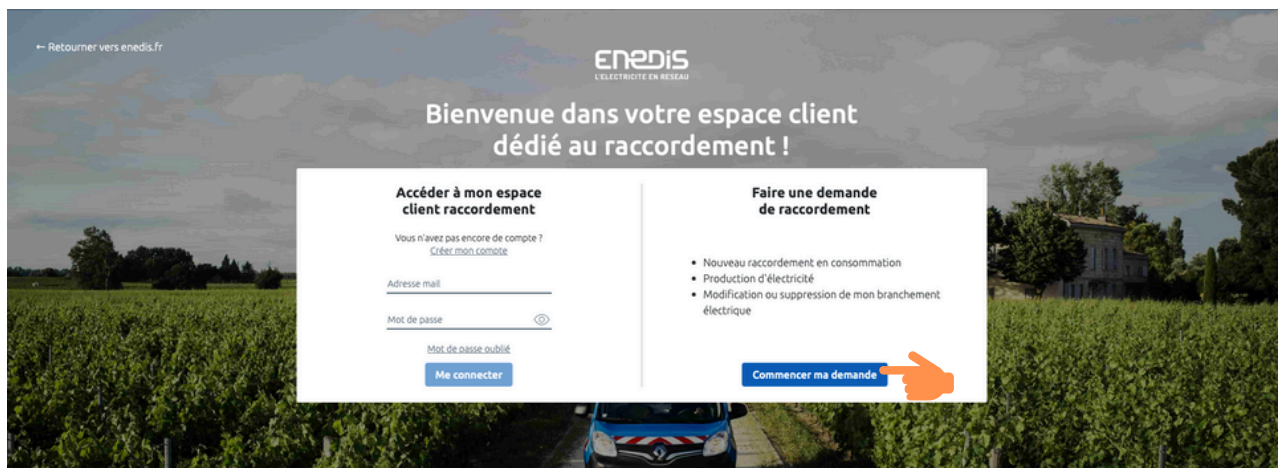 ← Retourner vers enedis.fr
ENEDIS
L'ELECTRICITE EN RESEAU
Bienvenue dans votre espace client
dédié au raccordement !
Accéder à mon espace
client raccordement
Vous n'avez pas encore de compte ?
Créer mon compte
Adresse mail
Mot de passe
Mot de passe oublié
Me connecter
Faire une demande
de raccordement
• Nouveau raccordement en consommation
• Production d'électricité
• Modification ou suppression de mon branchement
électrique
Commencer ma demande